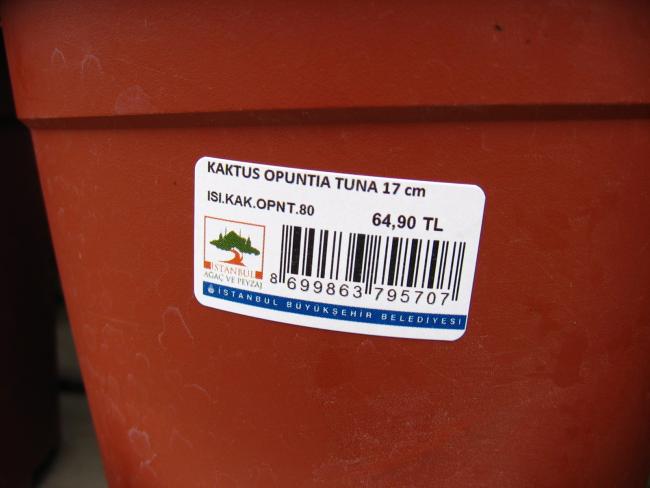 KAKTUS OPUNTIA TUNA 17 cm
ISI.KAK.OPNT.80
64,90 TL
İSTANBUL
AĞAÇ VE PEYZAJ
8 699863 795707
İSTANBUL BÜYÜKŞEHİR BELEDİYESİ